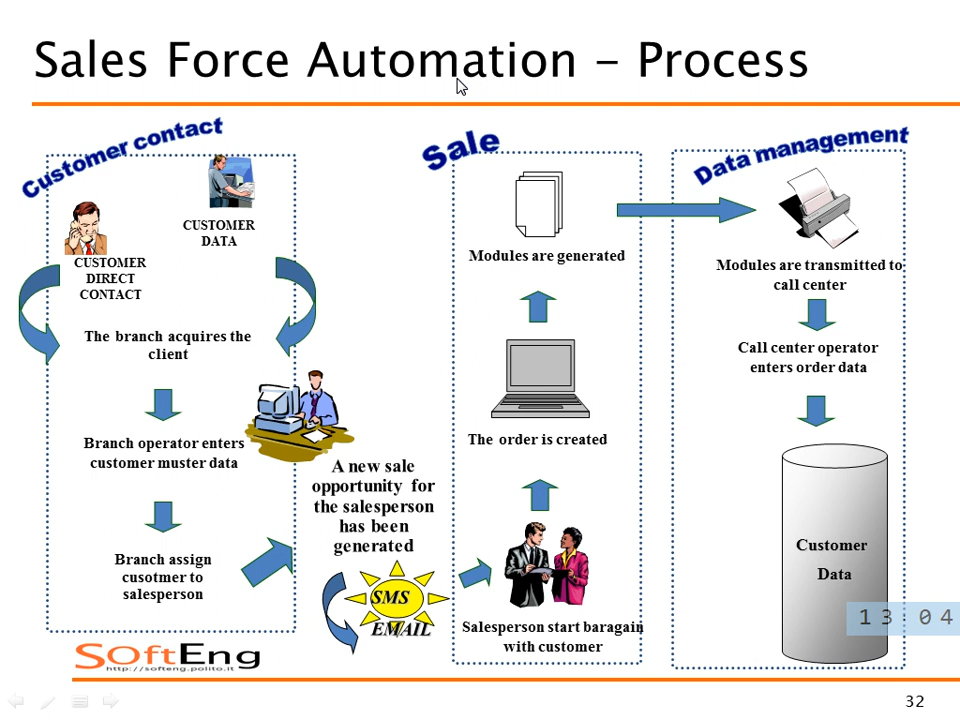 Sales Force Automation - Process
Customer contact
CUSTOMER
DATA
CUSTOMER
DIRECT
CONTACT
The branch acquires the
client
Branch operator enters
customer muster data
Branch assign
cusotmer to
salesperson
A new sale
opportunity for
the salesperson
has been
generated
SMS
EMAIL
Sale
Modules are generated
The order is created
Salesperson start baragain
with customer
Data management
Modules are transmitted to
call center
Call center operator
enters order data
Customer
Data
13:04
SOftEng
http://softeng.polito.it
32